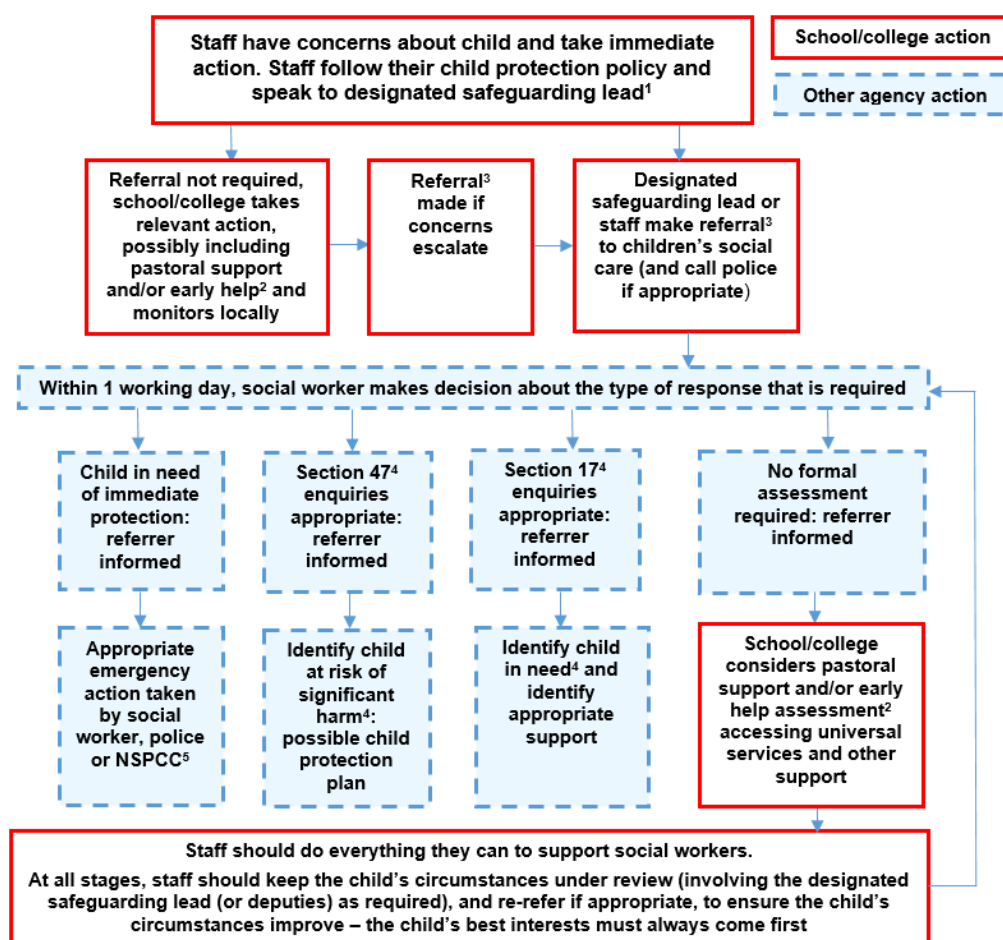 Staff have concerns about child and take immediate
action. Staff follow their child protection policy and
speak to designated safeguarding lead¹
School/college action
Other agency action
Referral not required,
school/college takes
relevant action,
possibly including
pastoral support
and/or early help² and
monitors locally
Referral³
made if
concerns
escalate
Designated
safeguarding lead or
staff make referral³
to children’s social
care (and call police
if appropriate)
Within 1 working day, social worker makes decision about the type of response that is required
Child in need
of immediate
protection:
referrer
informed
Section 47⁴
enquiries
appropriate:
referrer
informed
Section 17⁴
enquiries
appropriate:
referrer
informed
No formal
assessment
required: referrer
informed
Appropriate
emergency
action taken
by social
worker, police
or NSPCC⁵
Identify child
at risk of
significant
harm⁴:
possible child
protection
plan
Identify child
in need⁴ and
identify
appropriate
support
School/college
considers pastoral
support and/or early
help assessment²
accessing universal
services and other
support
Staff should do everything they can to support social workers.
At all stages, staff should keep the child’s circumstances under review (involving the designated
safeguarding lead (or deputies) as required), and re-refer if appropriate, to ensure the child’s
circumstances improve – the child’s best interests must always come first